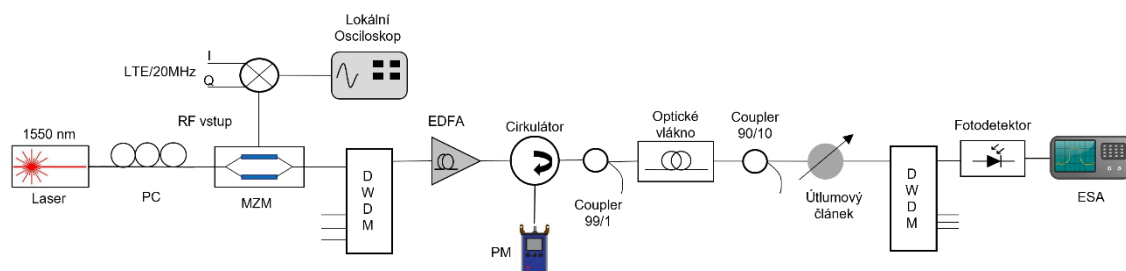 Lokální
Osciloskop
I
LTE/20MHz
Q
1550 nm
RF vstup
Laser
PC
MZM
D
W
D
M
EDFA
Cirkulátor
PM
Coupler
99/1
Optické
vlákno
Coupler
90/10
Útlumový
článek
D
W
D
M
Fotodetektor
ESA